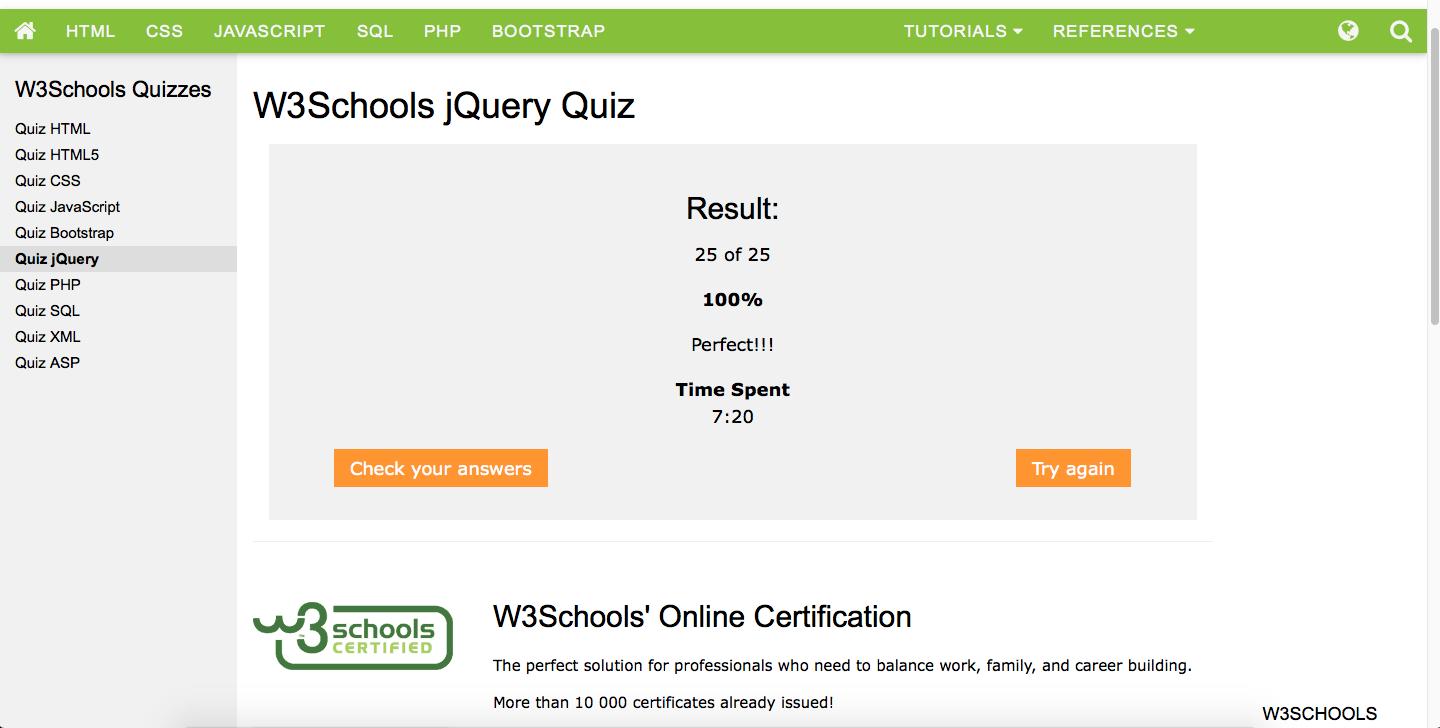 HTML CSS JAVASCRIPT SQL PHP BOOTSTRAP TUTORIALS REFERENCES
W3Schools Quizzes
Quiz HTML
Quiz HTML5
Quiz CSS
Quiz JavaScript
Quiz Bootstrap
Quiz jQuery
Quiz PHP
Quiz SQL
Quiz XML
Quiz ASP
W3Schools jQuery Quiz
Result:
25 of 25
100%
Perfect!!!
Time Spent
7:20
Check your answers
Try again
w3schools
CERTIFIED
W3Schools' Online Certification
The perfect solution for professionals who need to balance work, family, and career building.
More than 10 000 certificates already issued!
W3SCHOOLS